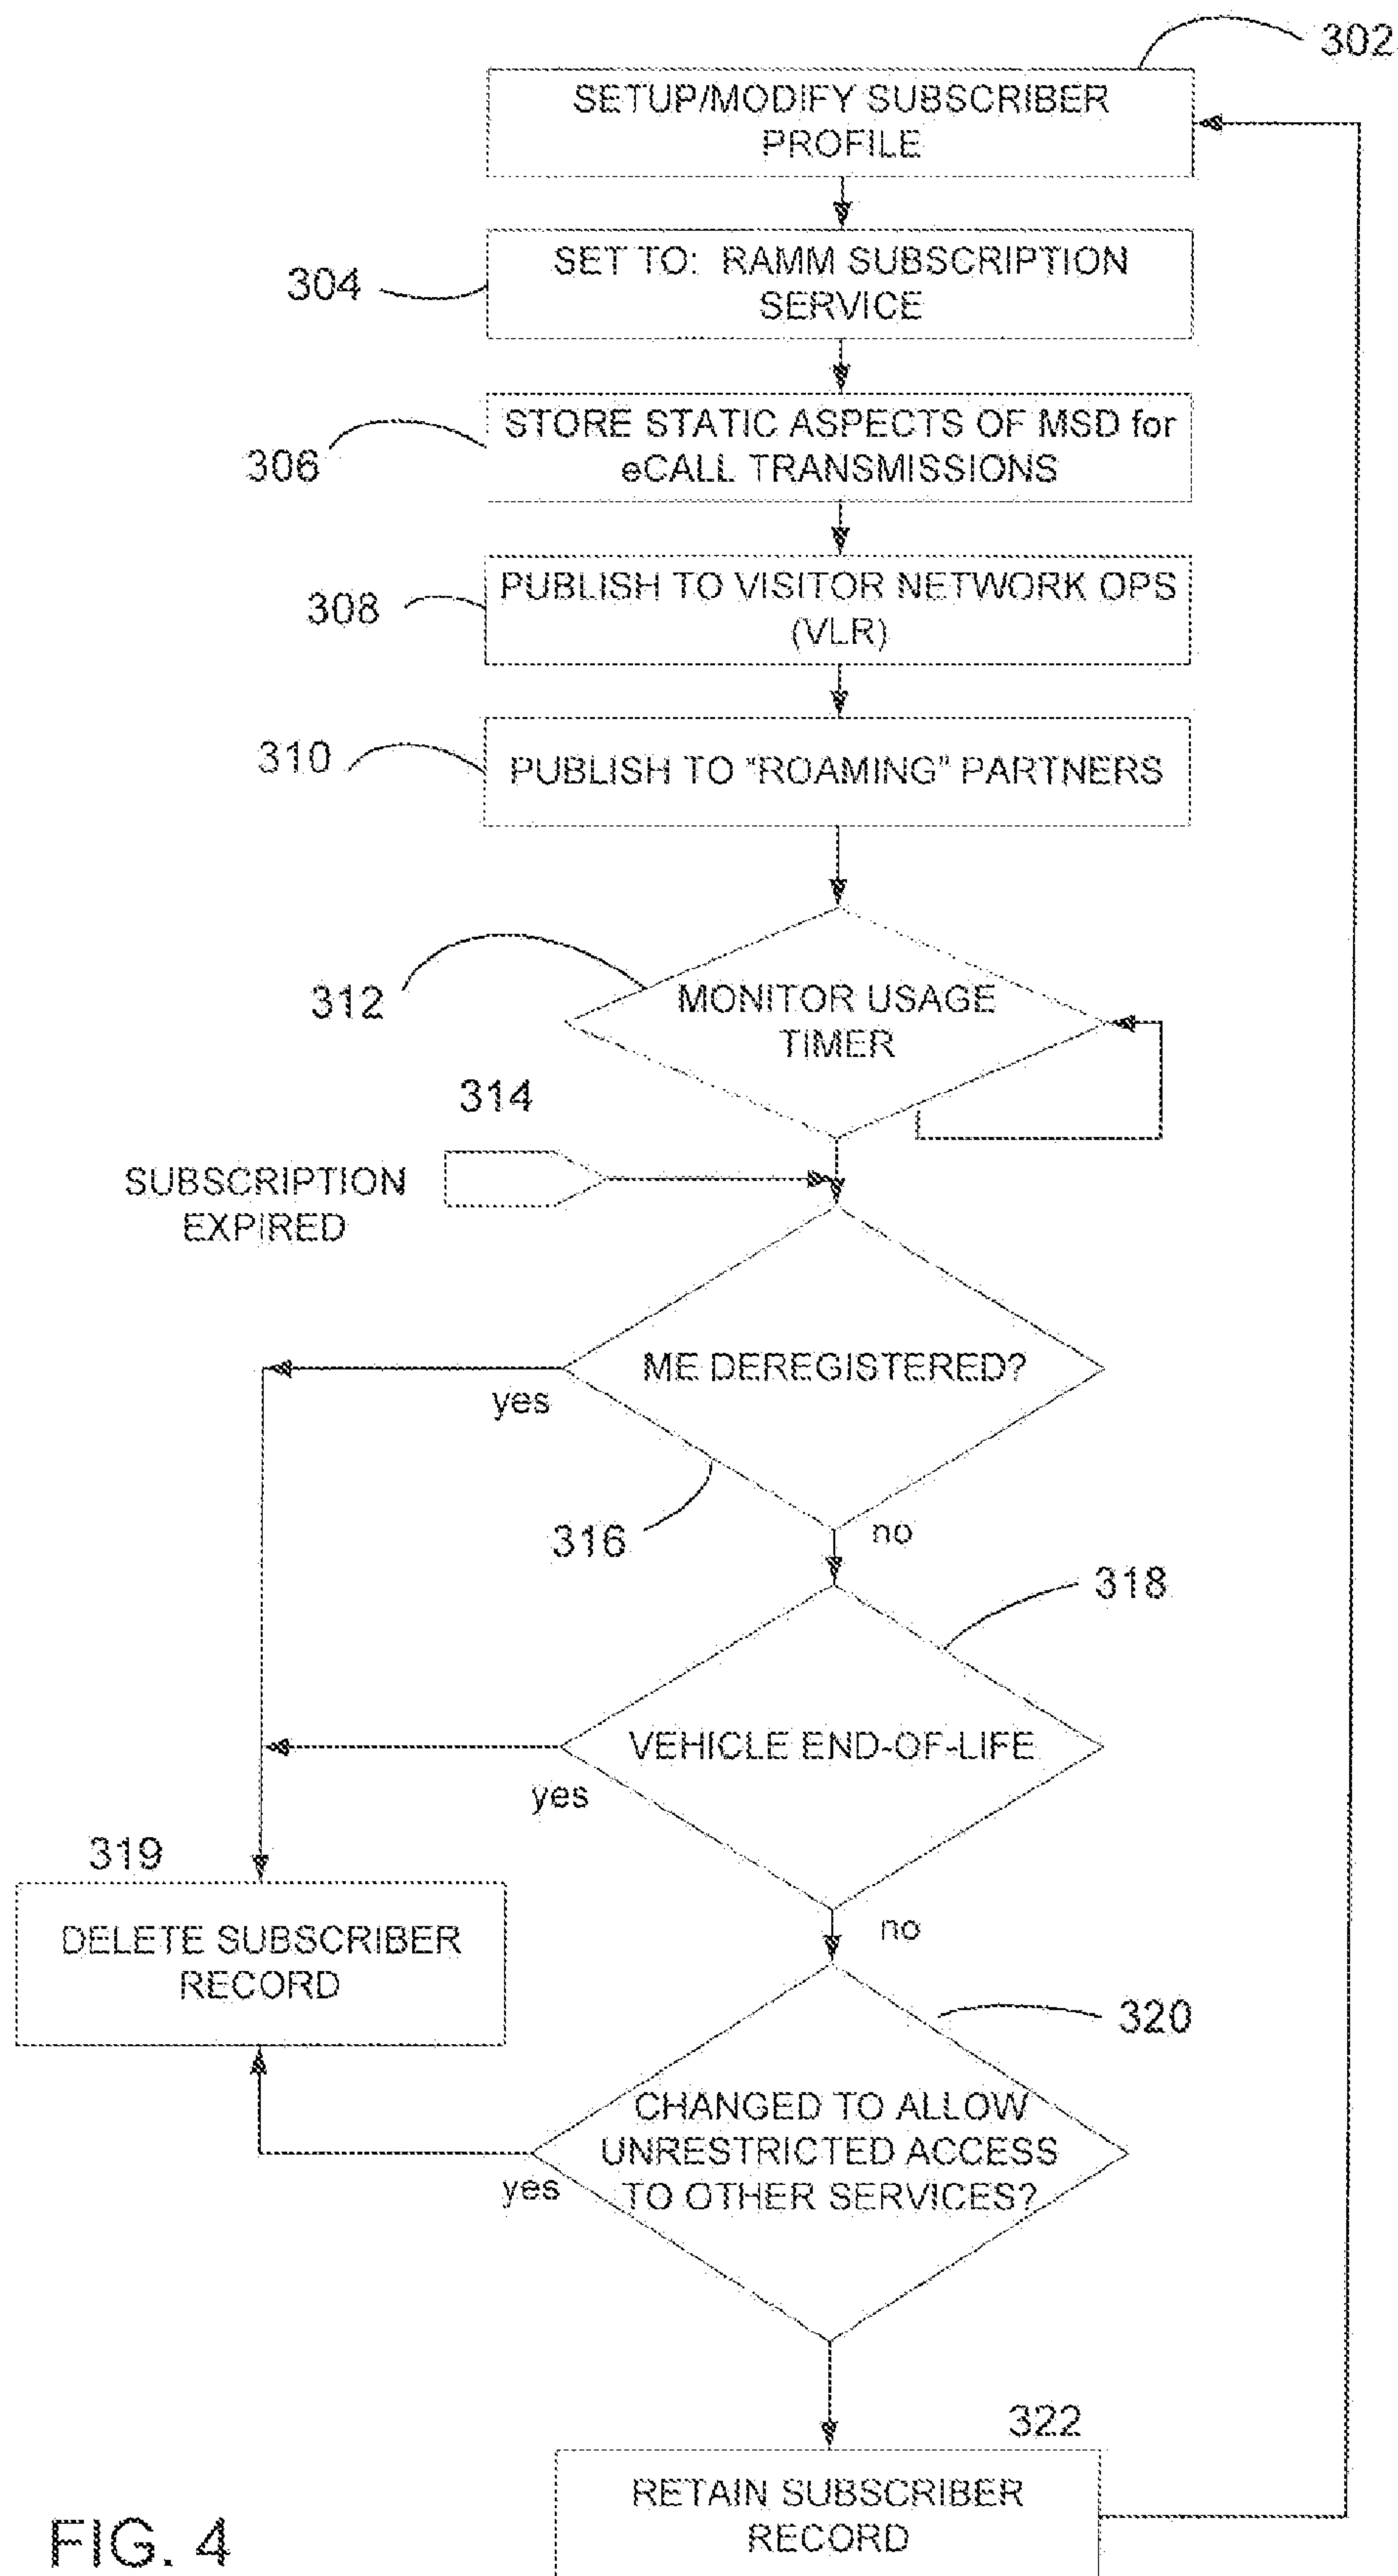 302
SETUP/MODIFY SUBSCRIBER
PROFILE
304
SET TO: RAMM SUBSCRIPTION
SERVICE
306
STORE STATIC ASPECTS OF MSD for
eCALL TRANSMISSIONS
308
PUBLISH TO VISITOR NETWORK OPS
(VLR)
310
PUBLISH TO "ROAMING" PARTNERS
312
MONITOR USAGE
TIMER
314
SUBSCRIPTION
EXPIRED
ME DEREGISTERED?
yes
316
no
318
VEHICLE END-OF-LIFE
yes
319
DELETE SUBSCRIBER
RECORD
no
320
CHANGED TO ALLOW
UNRESTRICTED ACCESS
TO OTHER SERVICES?
yes
322
RETAIN SUBSCRIBER
RECORD
FIG. 4